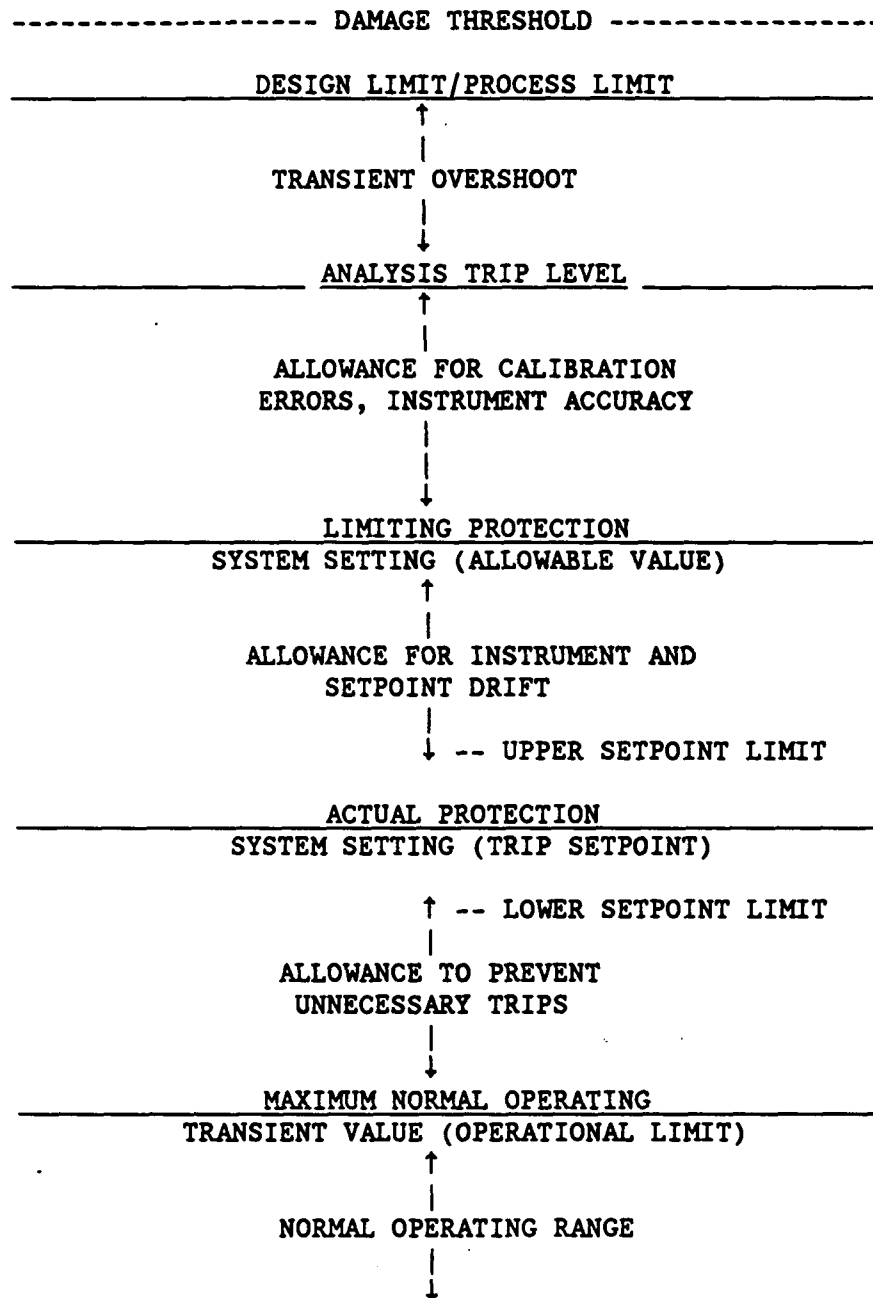 ------------------ DAMAGE THRESHOLD ------------------
DESIGN LIMIT/PROCESS LIMIT
TRANSIENT OVERSHOOT
ANALYSIS TRIP LEVEL
ALLOWANCE FOR CALIBRATION
ERRORS, INSTRUMENT ACCURACY
LIMITING PROTECTION
SYSTEM SETTING (ALLOWABLE VALUE)
ALLOWANCE FOR INSTRUMENT AND
SETPOINT DRIFT
-- UPPER SETPOINT LIMIT
ACTUAL PROTECTION
SYSTEM SETTING (TRIP SETPOINT)
-- LOWER SETPOINT LIMIT
ALLOWANCE TO PREVENT
UNNECESSARY TRIPS
MAXIMUM NORMAL OPERATING
TRANSIENT VALUE (OPERATIONAL LIMIT)
NORMAL OPERATING RANGE